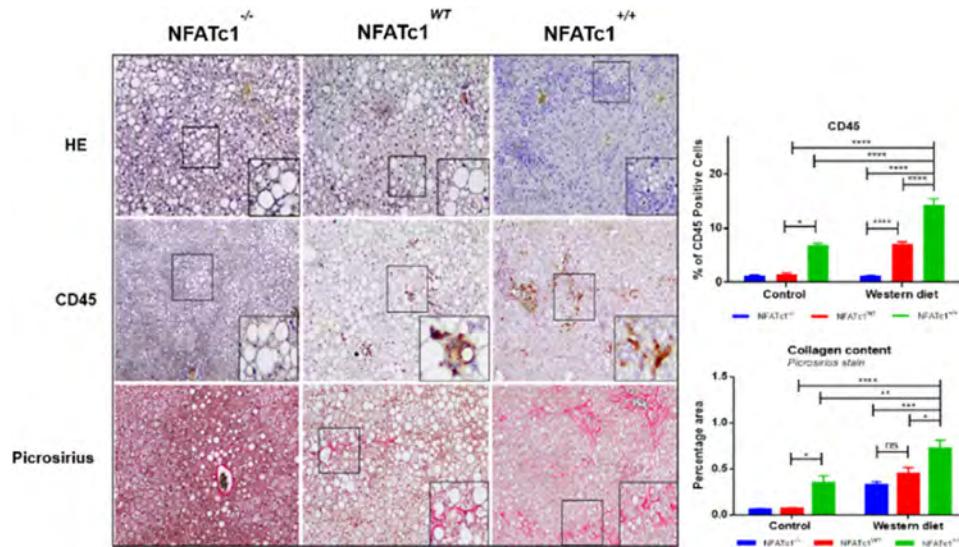 NFATc1-/- NFATc1WT NFATc1+/+
HE
CD45
Picrosirius
CD45
% of CD45 Positive Cells
20
10
0
****
****
****
****
* ****
Control Western diet
NFATc1-/- NFATc1WT NFATc1+/+
Collagen content
Picrosirius stain
Percentage area
1.5
1.0
0.5
0.0
****
**
***
*
* ns
Control Western diet
NFATc1-/- NFATc1WT